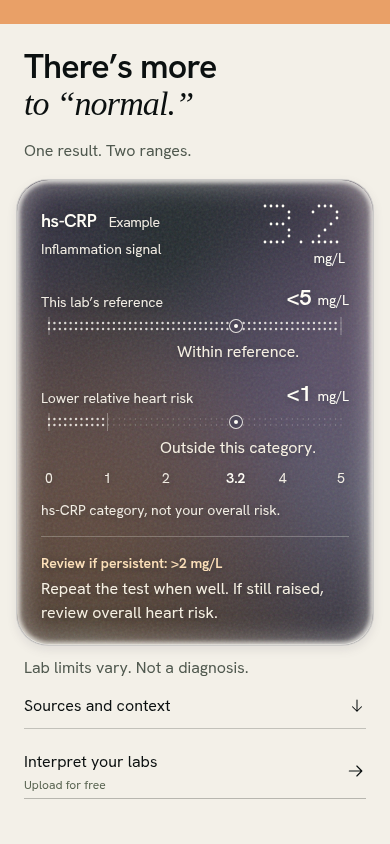 There’s more
to “normal.”
One result. Two ranges.
hs-CRP Example
3.2
Inflammation signal
mg/L
This lab’s reference
<5 mg/L
Within reference.
Lower relative heart risk
<1 mg/L
Outside this category.
0 1 2 3.2 4 5
hs-CRP category, not your overall risk.
Review if persistent: >2 mg/L
Repeat the test when well. If still raised,
review overall heart risk.
Lab limits vary. Not a diagnosis.
Sources and context
Interpret your labs
Upload for free